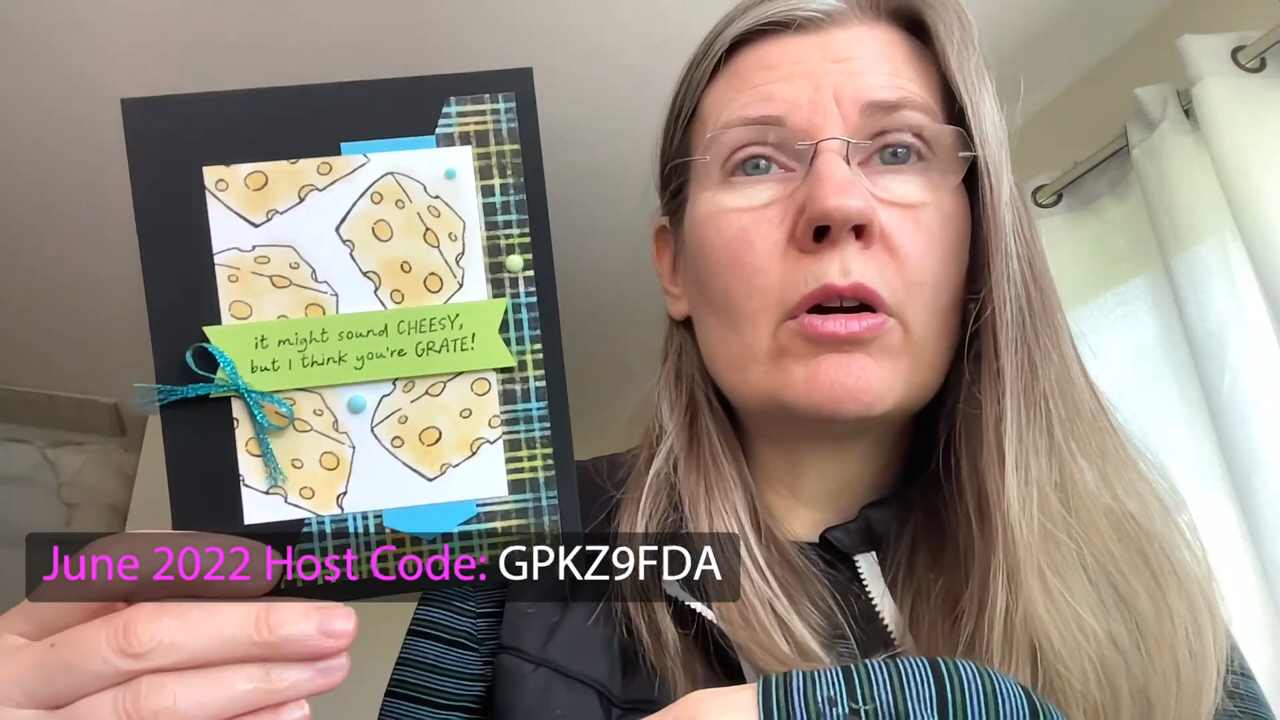 it might sound CHEESY,
but I think you're GRATE!
June 2022 Host Code: GPKZ9FDA